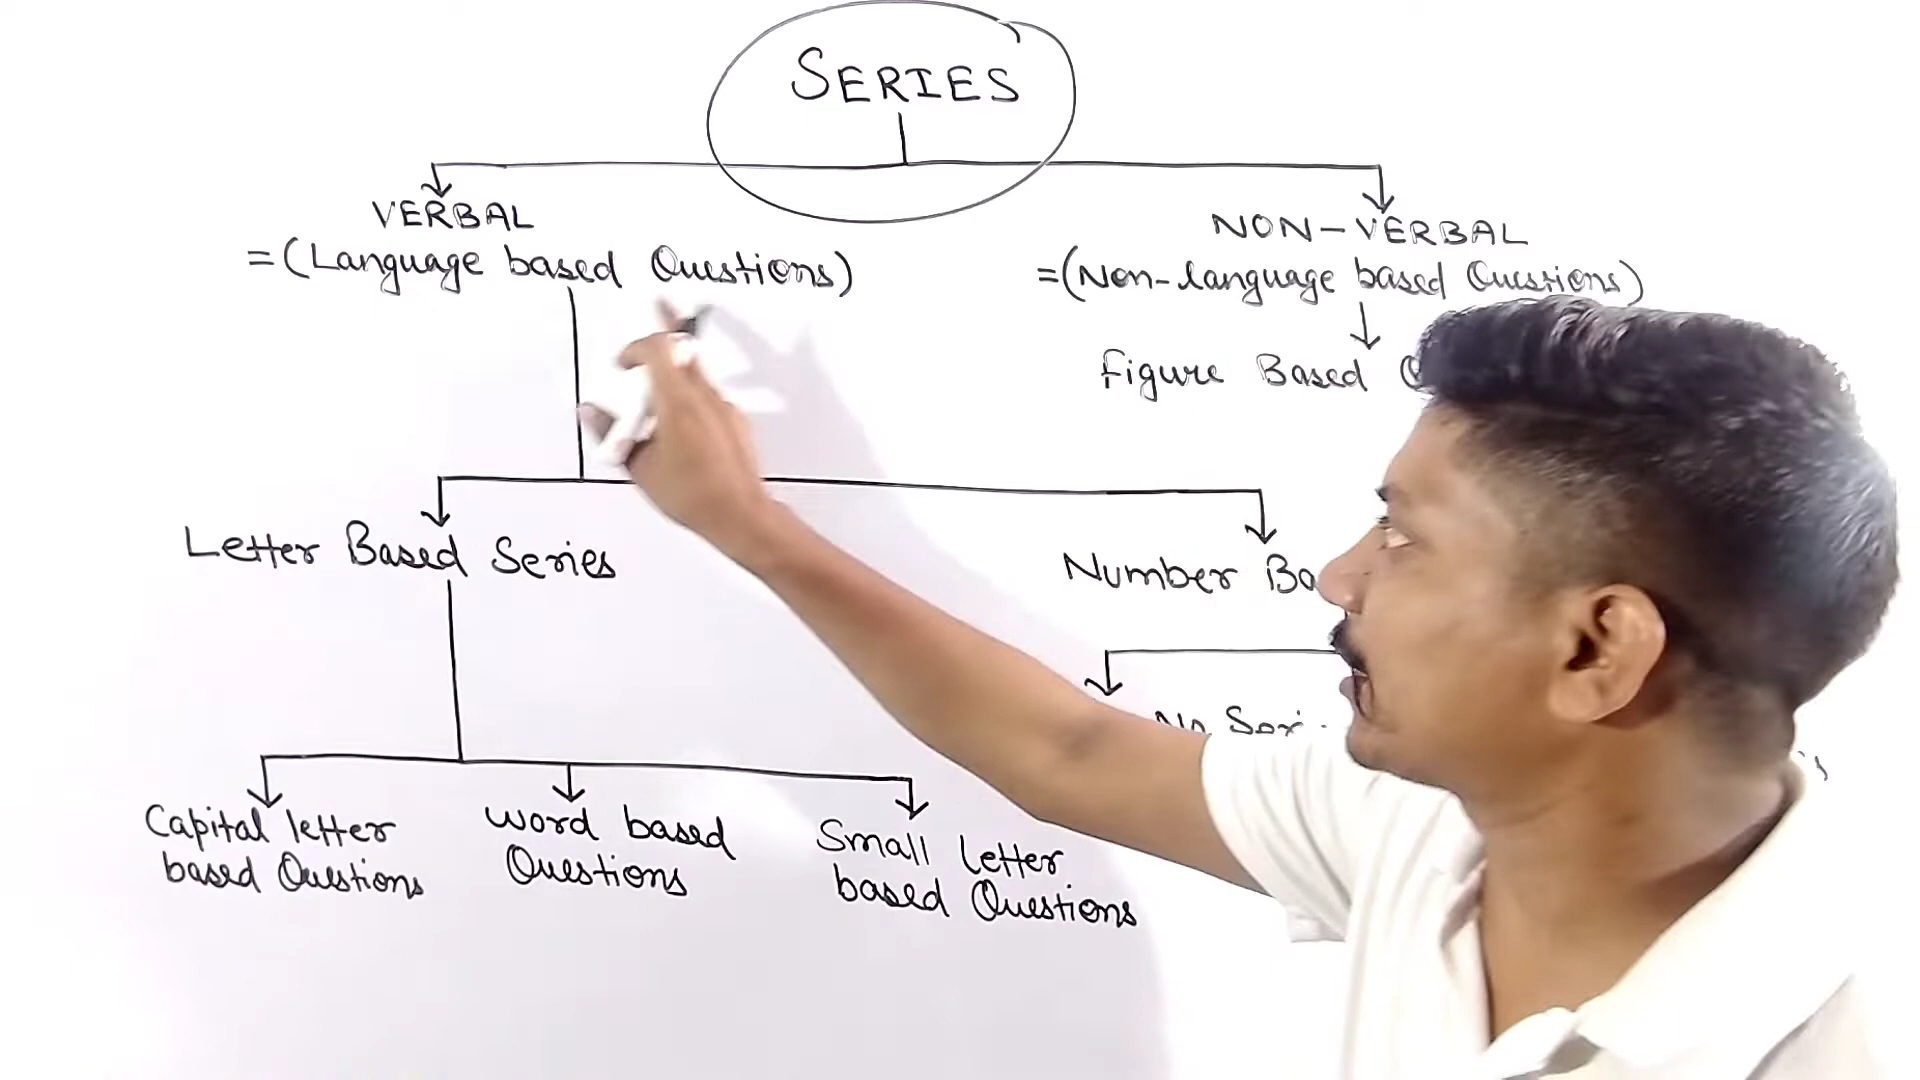 SERIES
VERBAL
=(Language based Questions)
NON-VERBAL
=(Non-language based Questions)
Figure Based
Letter Based Series
Number
Capital letter
based Questions
word based
Questions
Small letter
based Questions